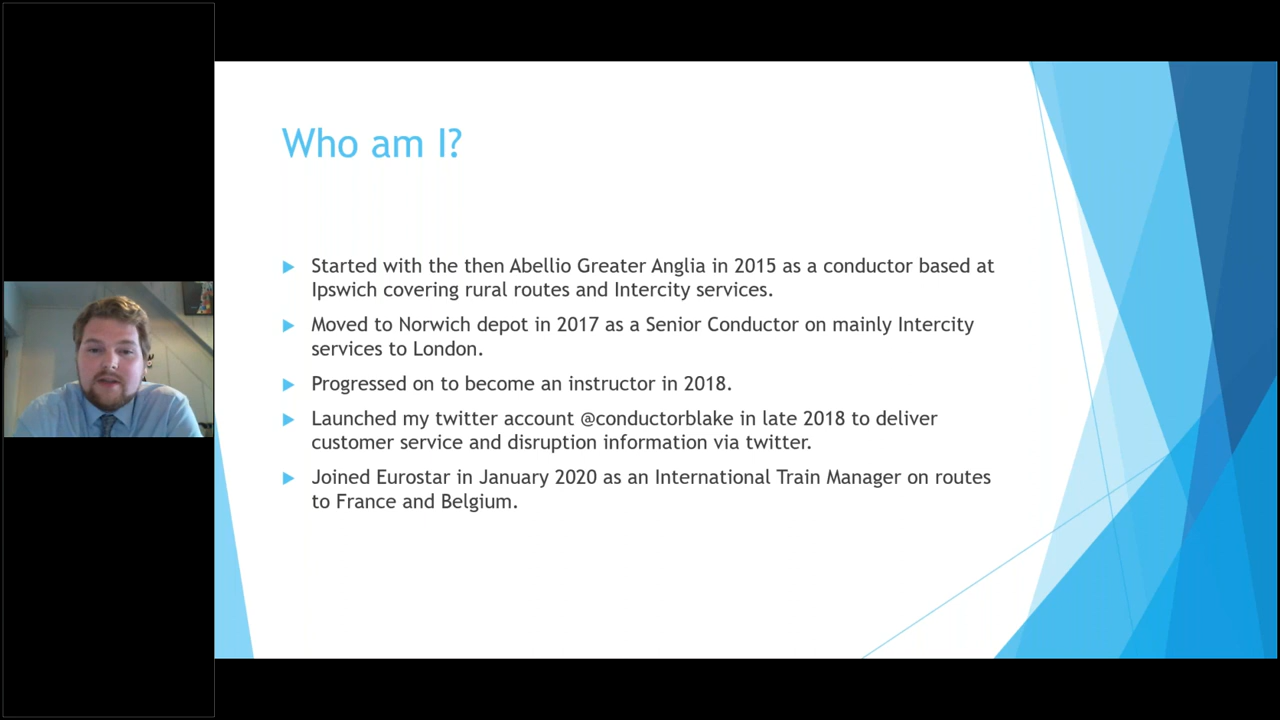 Who am I?
Started with the then Abellio Greater Anglia in 2015 as a conductor based at
Ipswich covering rural routes and Intercity services.
Moved to Norwich depot in 2017 as a Senior Conductor on mainly Intercity
services to London.
Progressed on to become an instructor in 2018.
Launched my twitter account @conductorblake in late 2018 to deliver
customer service and disruption information via twitter.
Joined Eurostar in January 2020 as an International Train Manager on routes
to France and Belgium.